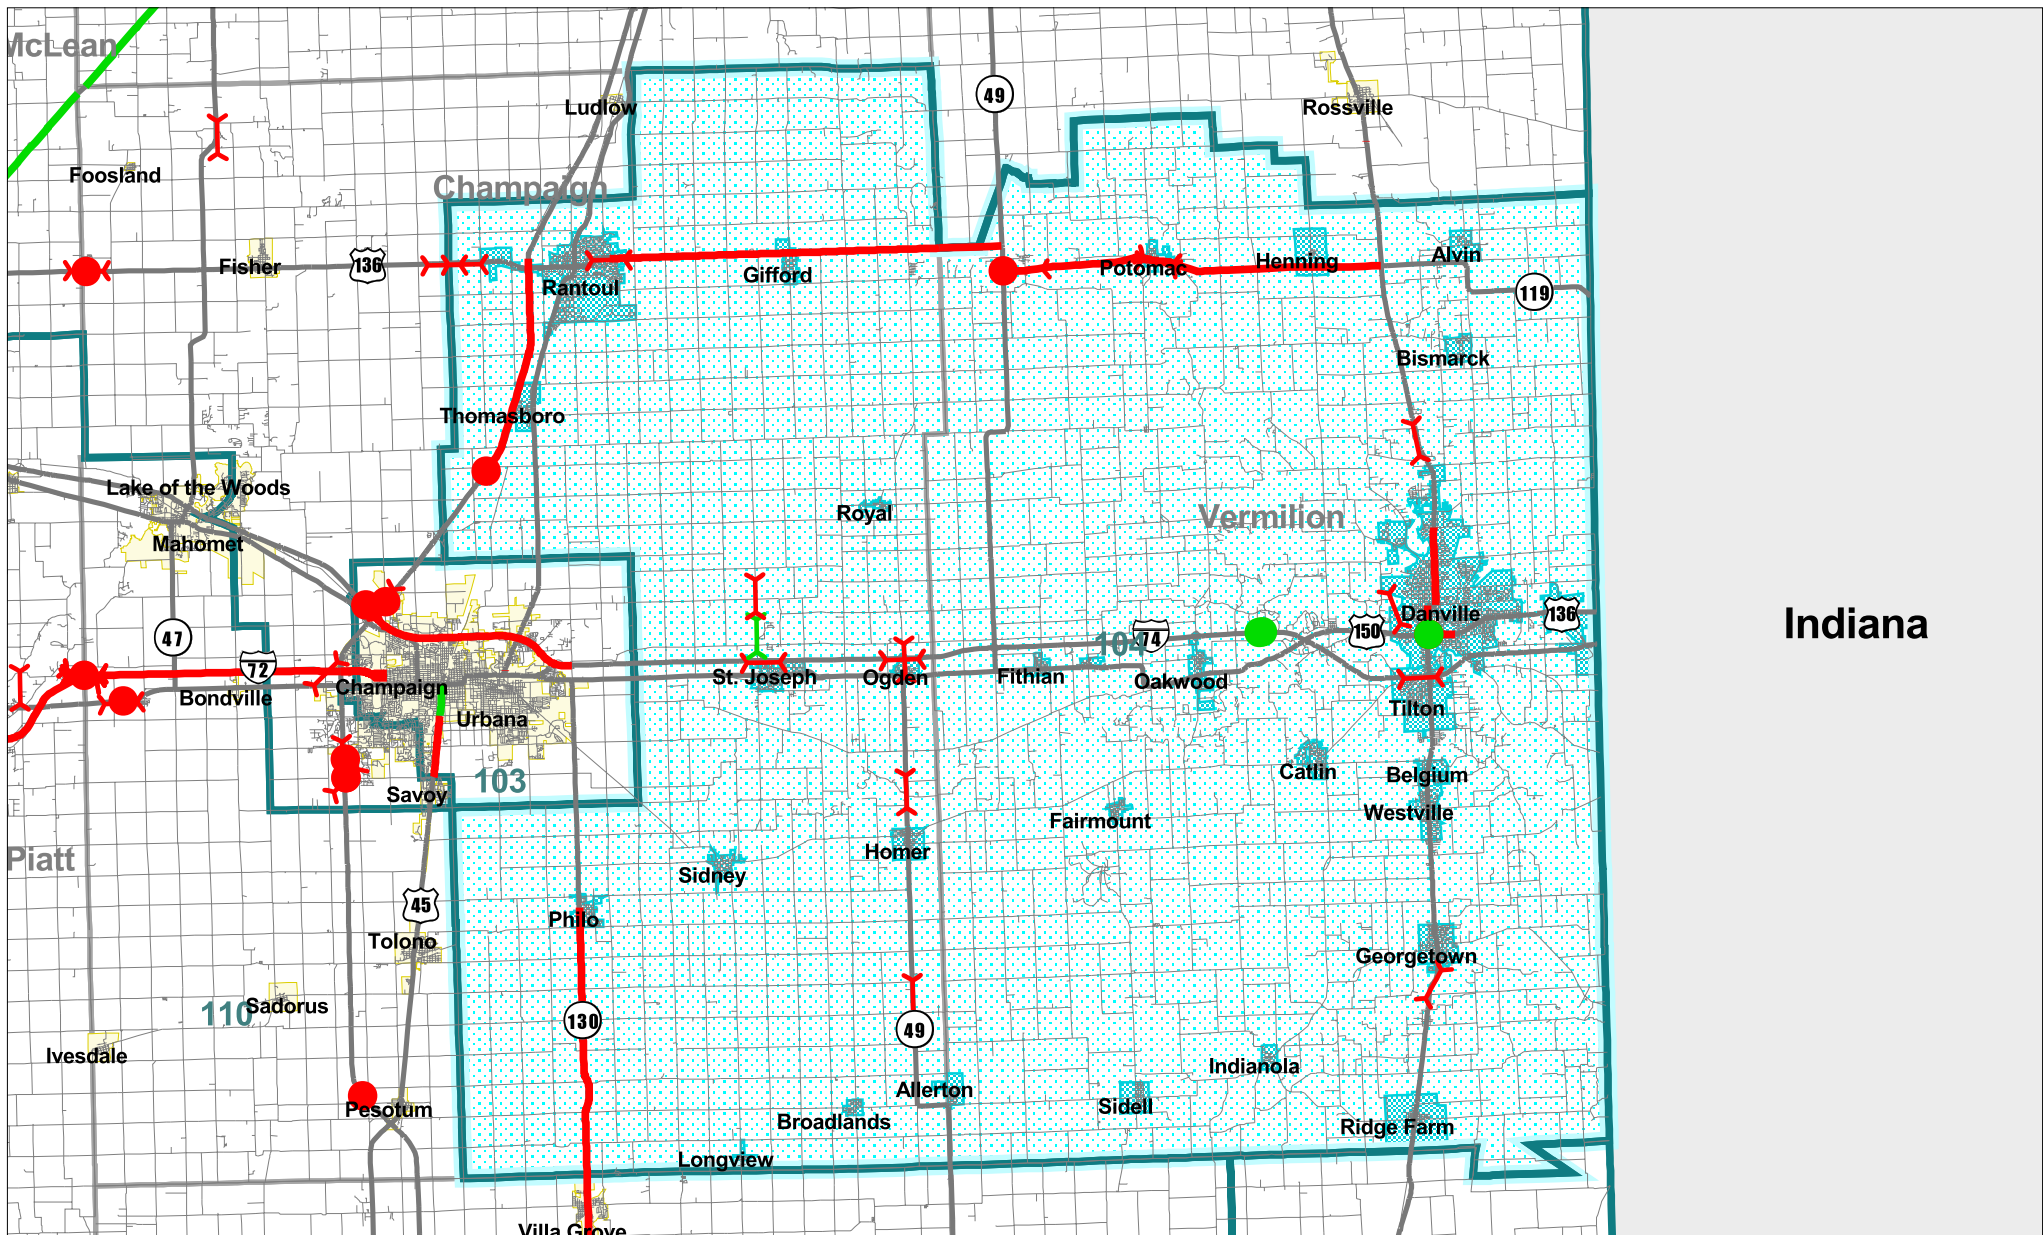 McLean
49
Ludlow
Rossville
Foosland
Champaign
Fisher
136
Rantoul
Gifford
Potomac
Henning
Alvin
119
Bismarck
Thomasboro
Lake of the Woods
Royal
Vermilion
Mahomet
47
Danville
136
Indiana
150
74
104
72
Bondville
Champaign
St. Joseph
Ogden
Fithian
Oakwood
Tilton
Urbana
103
Savoy
Catlin
Belgium
Westville
Fairmount
Piatt
Homer
Sidney
45
Philo
Tolono
Georgetown
110
Sadorus
130
49
Ivesdale
Indianola
Allerton
Pesotum
Broadlands
Sidell
Ridge Farm
Longview
Villa Grove